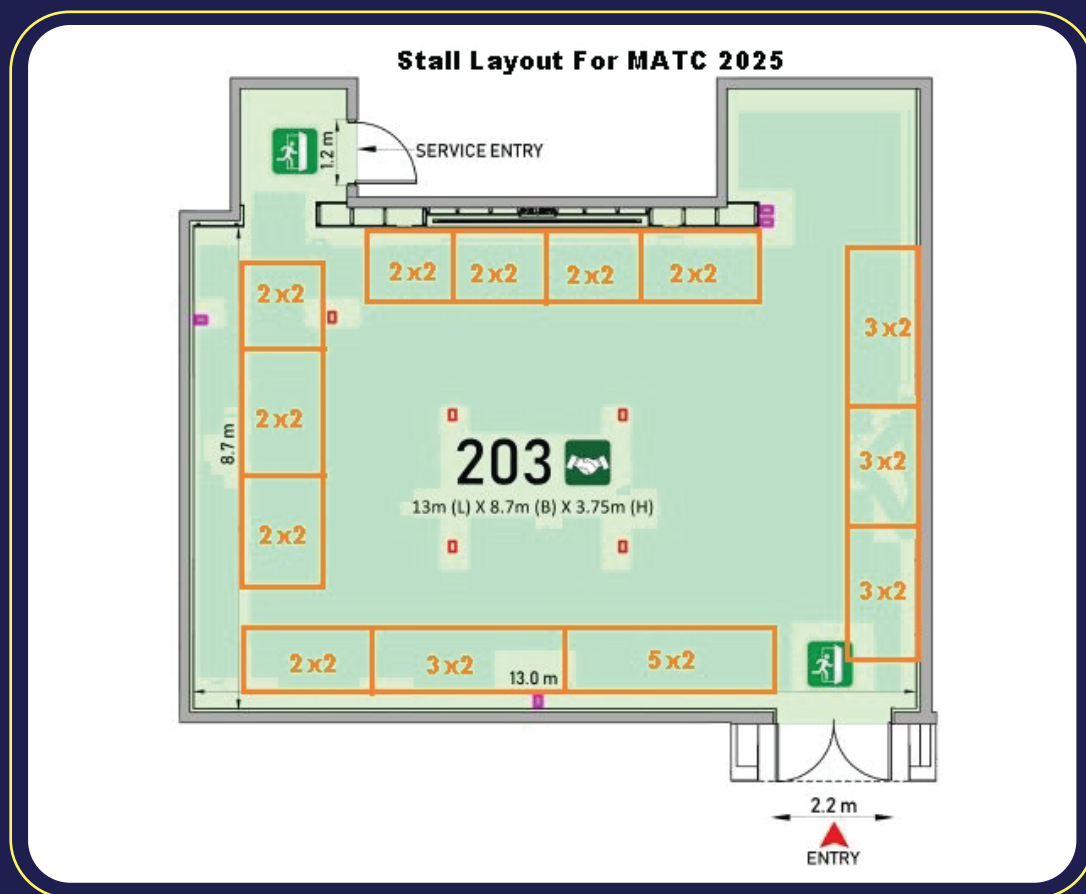 Stall Layout For MATC 2025
1.2 m
SERVICE ENTRY
2x2
2x2
2x2
2x2
2x2
3x2
2x2
8.7 m
203
3x2
13m (L) X 8.7m (B) X 3.75m (H)
2x2
3x2
2x2
3x2
5x2
13.0 m
2.2 m
ENTRY